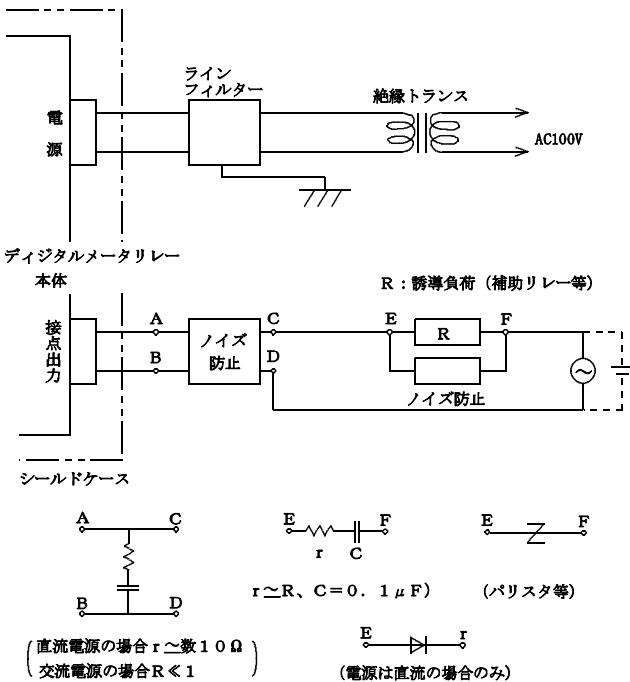 ライン
フィルター
絶縁トランス
電
源
AC100V
ディジタルメータリレー
本体
R：誘導負荷（補助リレー等）
接点出力
A
B
ノイズ
防止
C
D
E
R
F
ノイズ防止
シールドケース
A
C
B
D
（直流電源の場合r～数10Ω
交流電源の場合R≪1）
E
F
r
C
r～R、C＝0．1μF）
E
F
（パリスタ等）
E
r
（電源は直流の場合のみ）